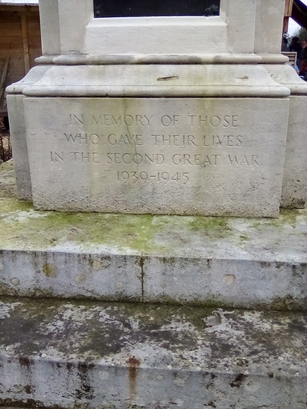 IN MEMORY OF THOSE
WHO GAVE THEIR LIVES
IN THE SECOND GREAT WAR
1939-1945